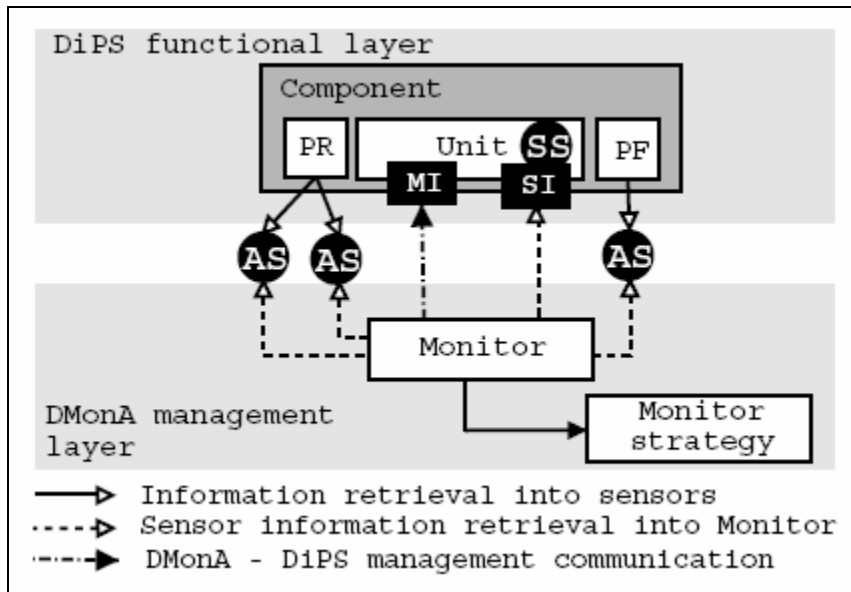 DiPS functional layer
Component
PR
Unit
SS
PF
MI
SI
AS
AS
AS
Monitor
DMonA management
layer
Monitor
strategy
Information retrieval into sensors
Sensor information retrieval into Monitor
DMonA - DiPS management communication